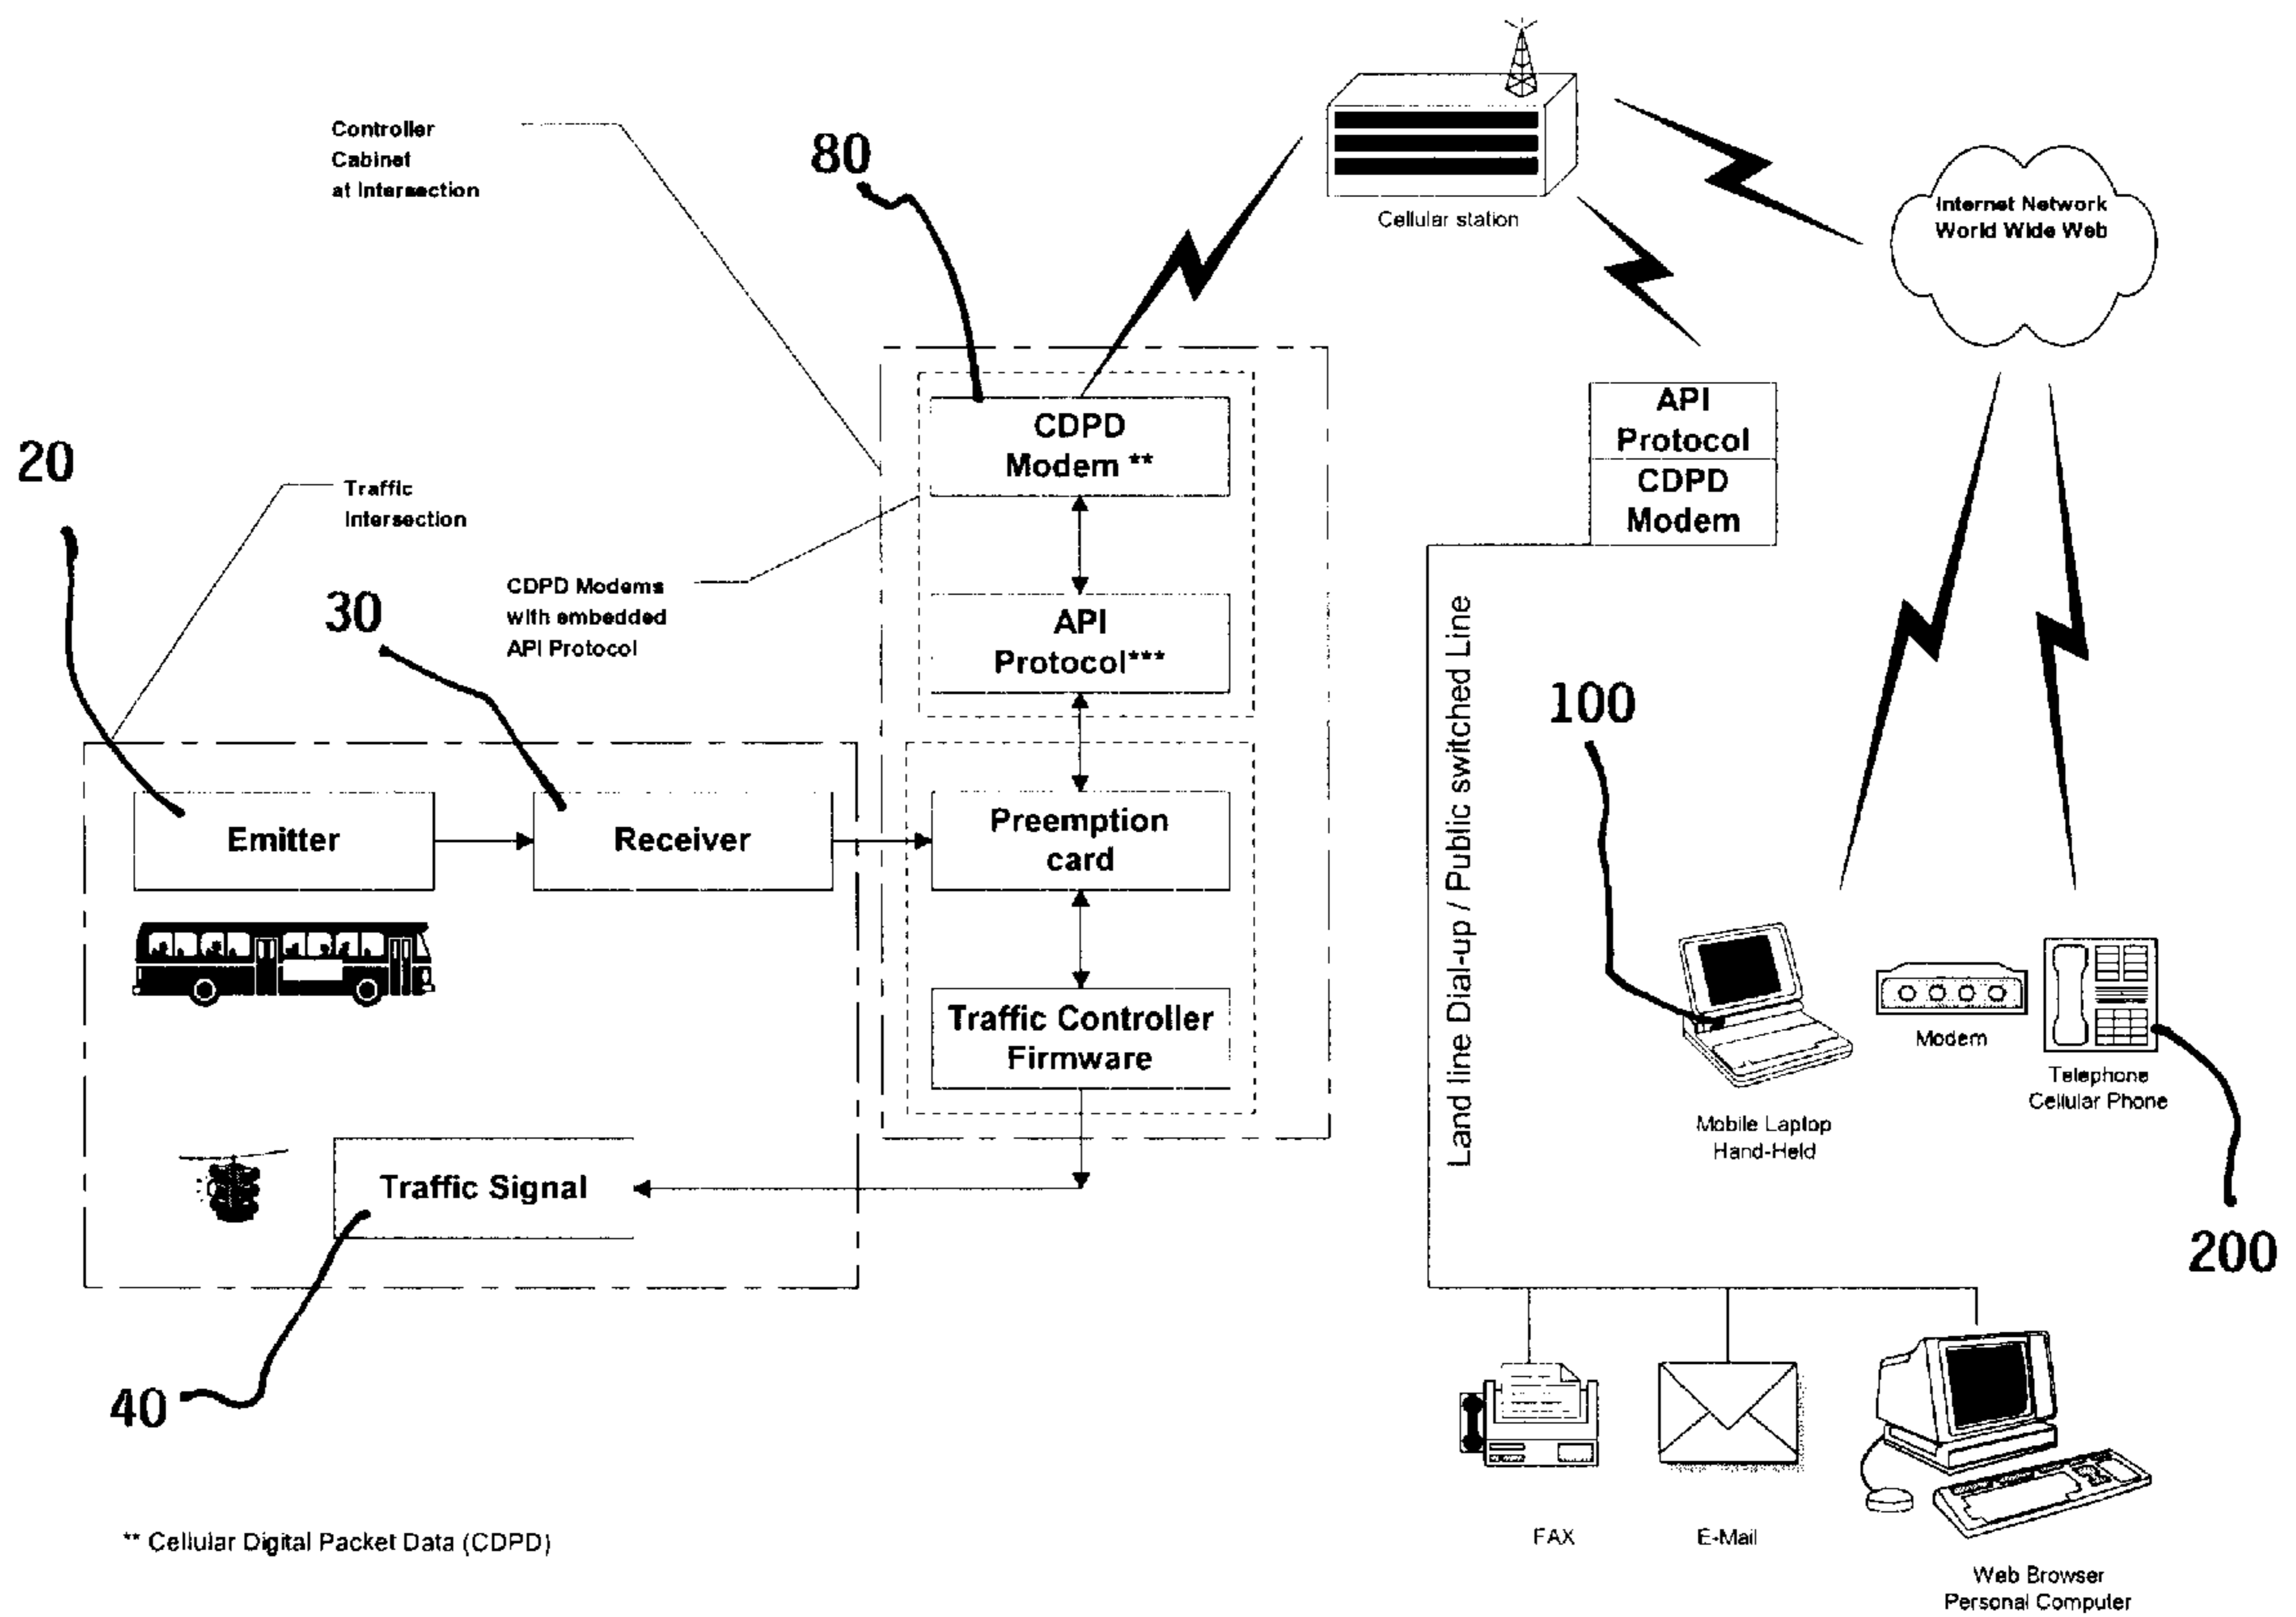 Controller
Cabinet
at Intersection
80
Cellular station
Internet Network
World Wide Web
20
Traffic
Intersection
30
CDPD Modems
with embedded
API Protocol
CDPD
Modem **
API
Protocol***
API
Protocol
CDPD
Modem
Land line Dial-up / Public switched Line
100
Emitter
Receiver
Preemption
card
Traffic Controller
Firmware
Traffic Signal
40
Modem
Telephone
Cellular Phone
Mobile Laptop
Hand-Held
200
FAX
E-Mail
Web Browser
Personal Computer
** Cellular Digital Packet Data (CDPD)